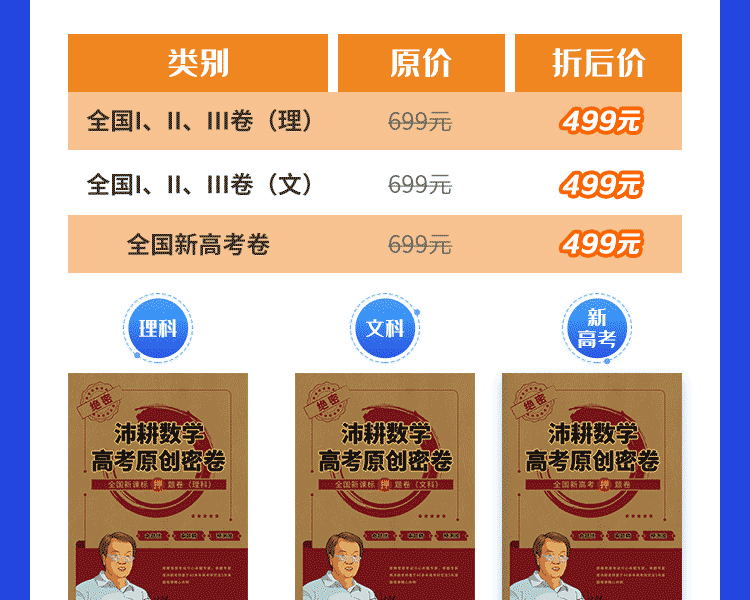 类别 原价 折后价
全国I、II、III卷（理） 699元 499元
全国I、II、III卷（文） 699元 499元
全国新高考卷 699元 499元
理科
文科
新
高考
绝密
沛耕数学
高考原创密卷
全国新课标 押 题卷（理科）
绝密
沛耕数学
高考原创密卷
全国新课标 押 题卷（文科）
绝密
沛耕数学
高考原创密卷
全国新高考 押 题卷